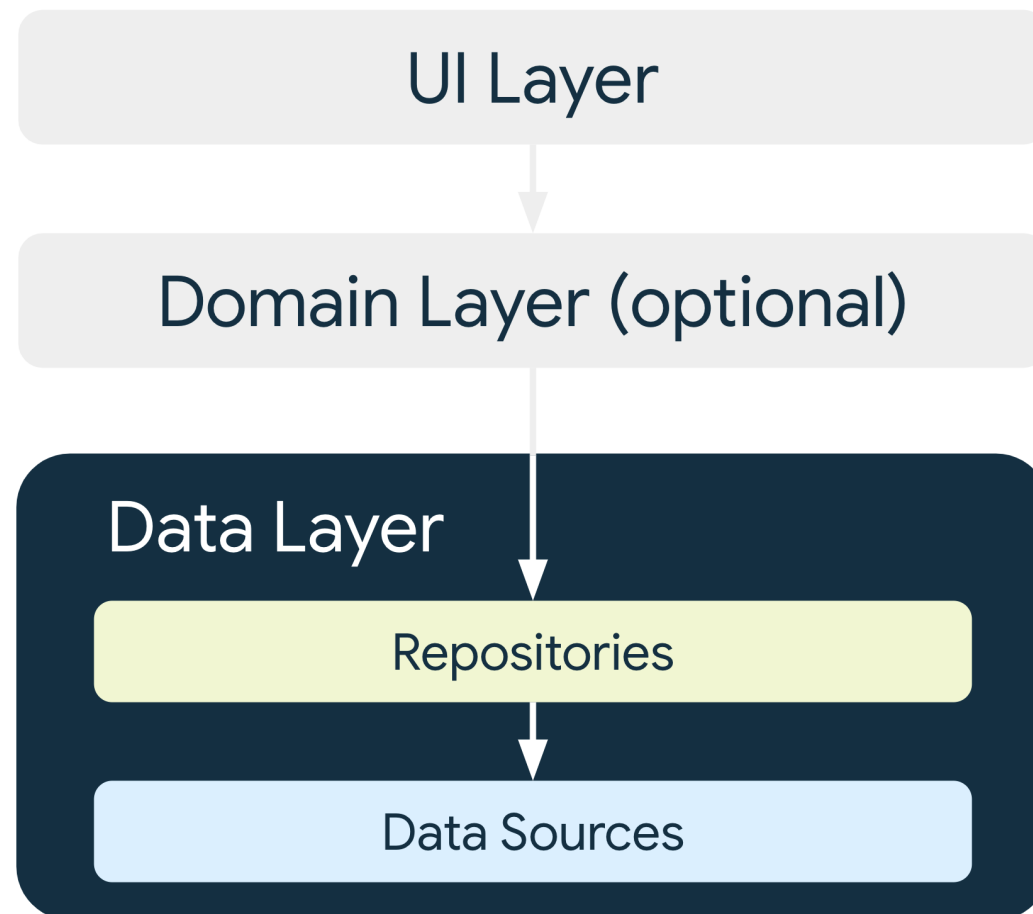 UI Layer
Domain Layer (optional)
Data Layer
Repositories
Data Sources